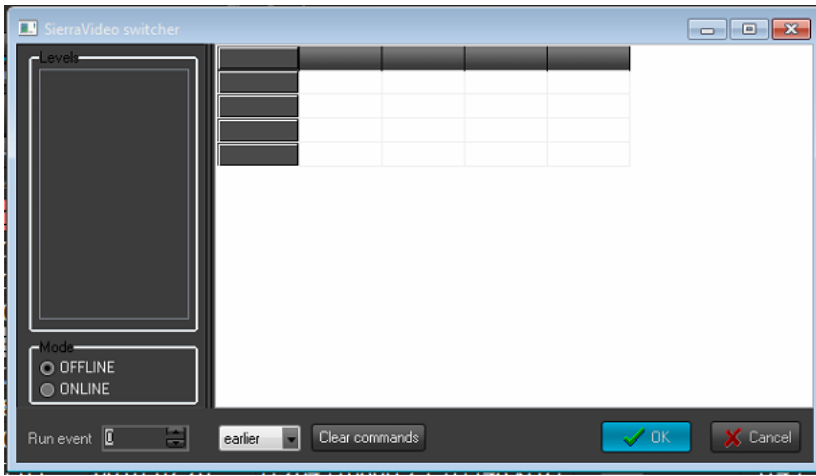 SierraVideo switcher
Levels
Mode
OFFLINE
ONLINE
Run event 0 earlier Clear commands OK Cancel